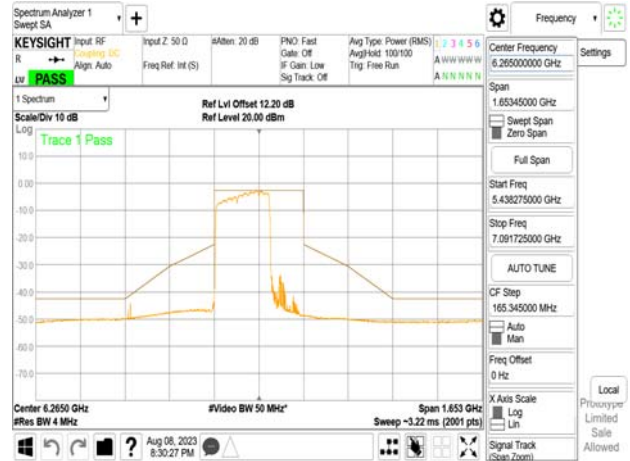 Spectrum Analyzer 1
Swept SA
+
Frequency
KEYSIGHT
Input: RF
Coupling: DC
Align: Auto
Input Z: 50 Ω
Freq Ref: Int (S)
#Atten: 20 dB
PNO: Fast
Gate: Off
IF Gain: Low
Sig Track: Off
Avg Type: Power (RMS)
Avg|Hold: 100/100
Trig: Free Run
1 2 3 4 5 6
A W W W W W
A N N N N N
R
LU
PASS
1 Spectrum
Scale/Div 10 dB
Ref Lvl Offset 12.20 dB
Ref Level 20.00 dBm
Log
Trace 1 Pass
10.0
0.00
-10.0
-20.0
-30.0
-40.0
-50.0
-60.0
-70.0
Center 6.2650 GHz
#Res BW 4 MHz
#Video BW 50 MHz*
Span 1.653 GHz
Sweep ~3.22 ms (2001 pts)
Aug 08, 2023
8:30:27 PM
?
Center Frequency
6.265000000 GHz
Settings
Span
1.65345000 GHz
Swept Span
Zero Span
Full Span
Start Freq
5.438275000 GHz
Stop Freq
7.091725000 GHz
AUTO TUNE
CF Step
165.345000 MHz
Auto
Man
Freq Offset
0 Hz
X Axis Scale
Log
Lin
Signal Track
(Span Zoom)
Local
Prototype
Limited
Sale
Allowed